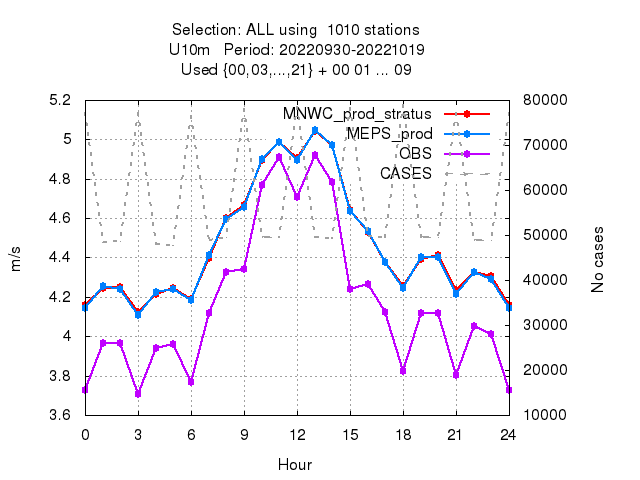 Selection: ALL using  1010 stations
U10m   Period: 20220930-20221019
Used {00,03,...,21} + 00 01 ... 09
5.2
5
4.8
4.6
4.4
4.2
4
3.8
3.6
m/s
80000
70000
60000
50000
40000
30000
20000
10000
No cases
MNWC_prod_stratus
MEPS_prod
OBS
CASES
0 3 6 9 12 15 18 21 24
Hour